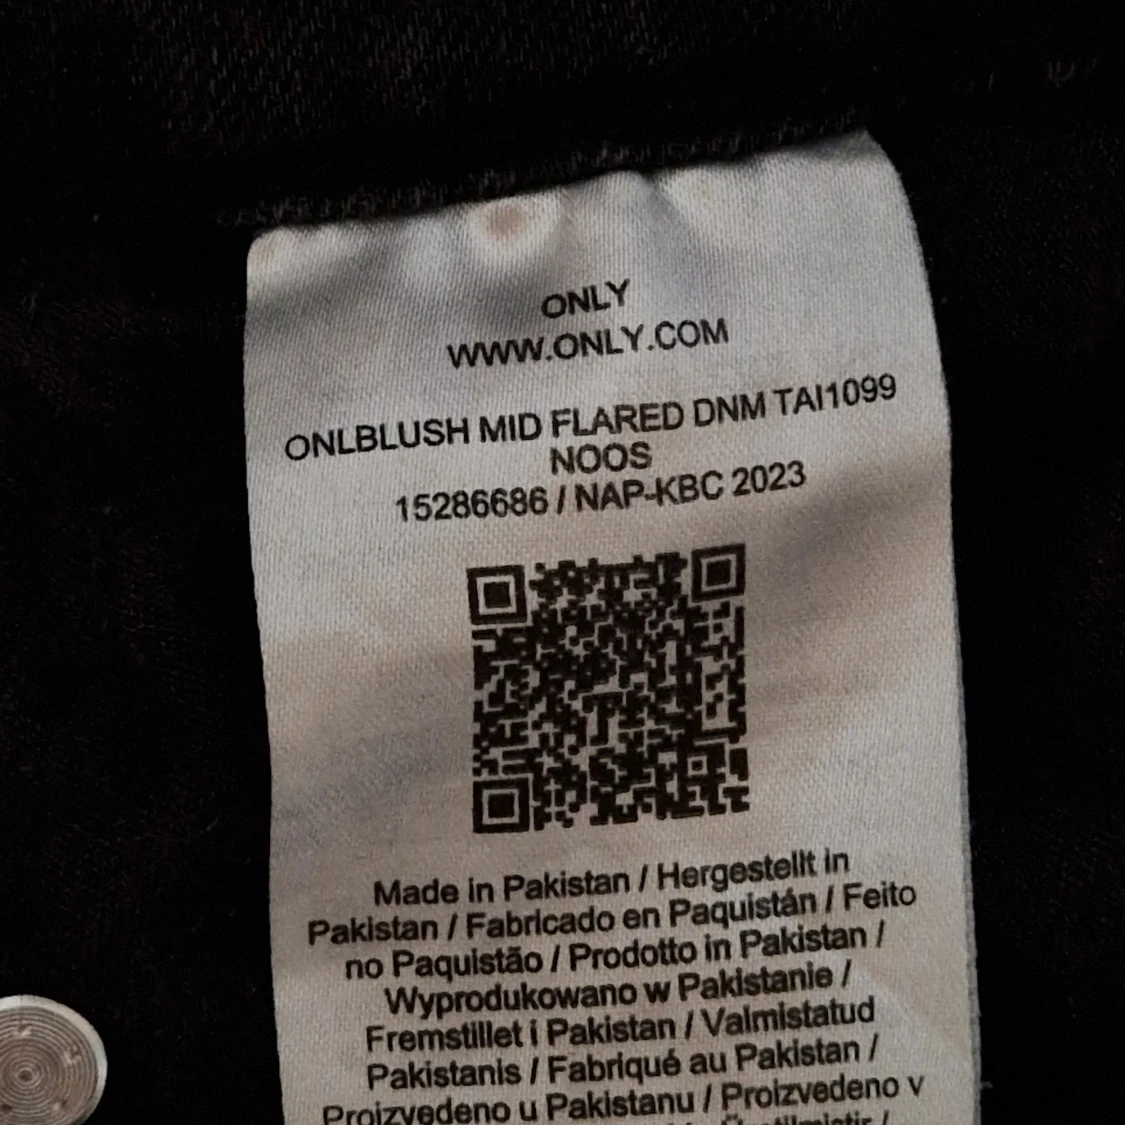 ONLY
WWW.ONLY.COM
ONLBLUSH MID FLARED DNM TAI1099
NOOS
15286686 / NAP-KBC 2023
Made in Pakistan / Hergestellt in
Pakistan / Fabricado en Paquistán / Feito
no Paquistão / Prodotto in Pakistan /
Wyprodukowano w Pakistanie /
Fremstillet i Pakistan / Valmistatud
Pakistanis / Fabriqué au Pakistan /
Proizvedeno u Pakistanu / Proizvedeno v